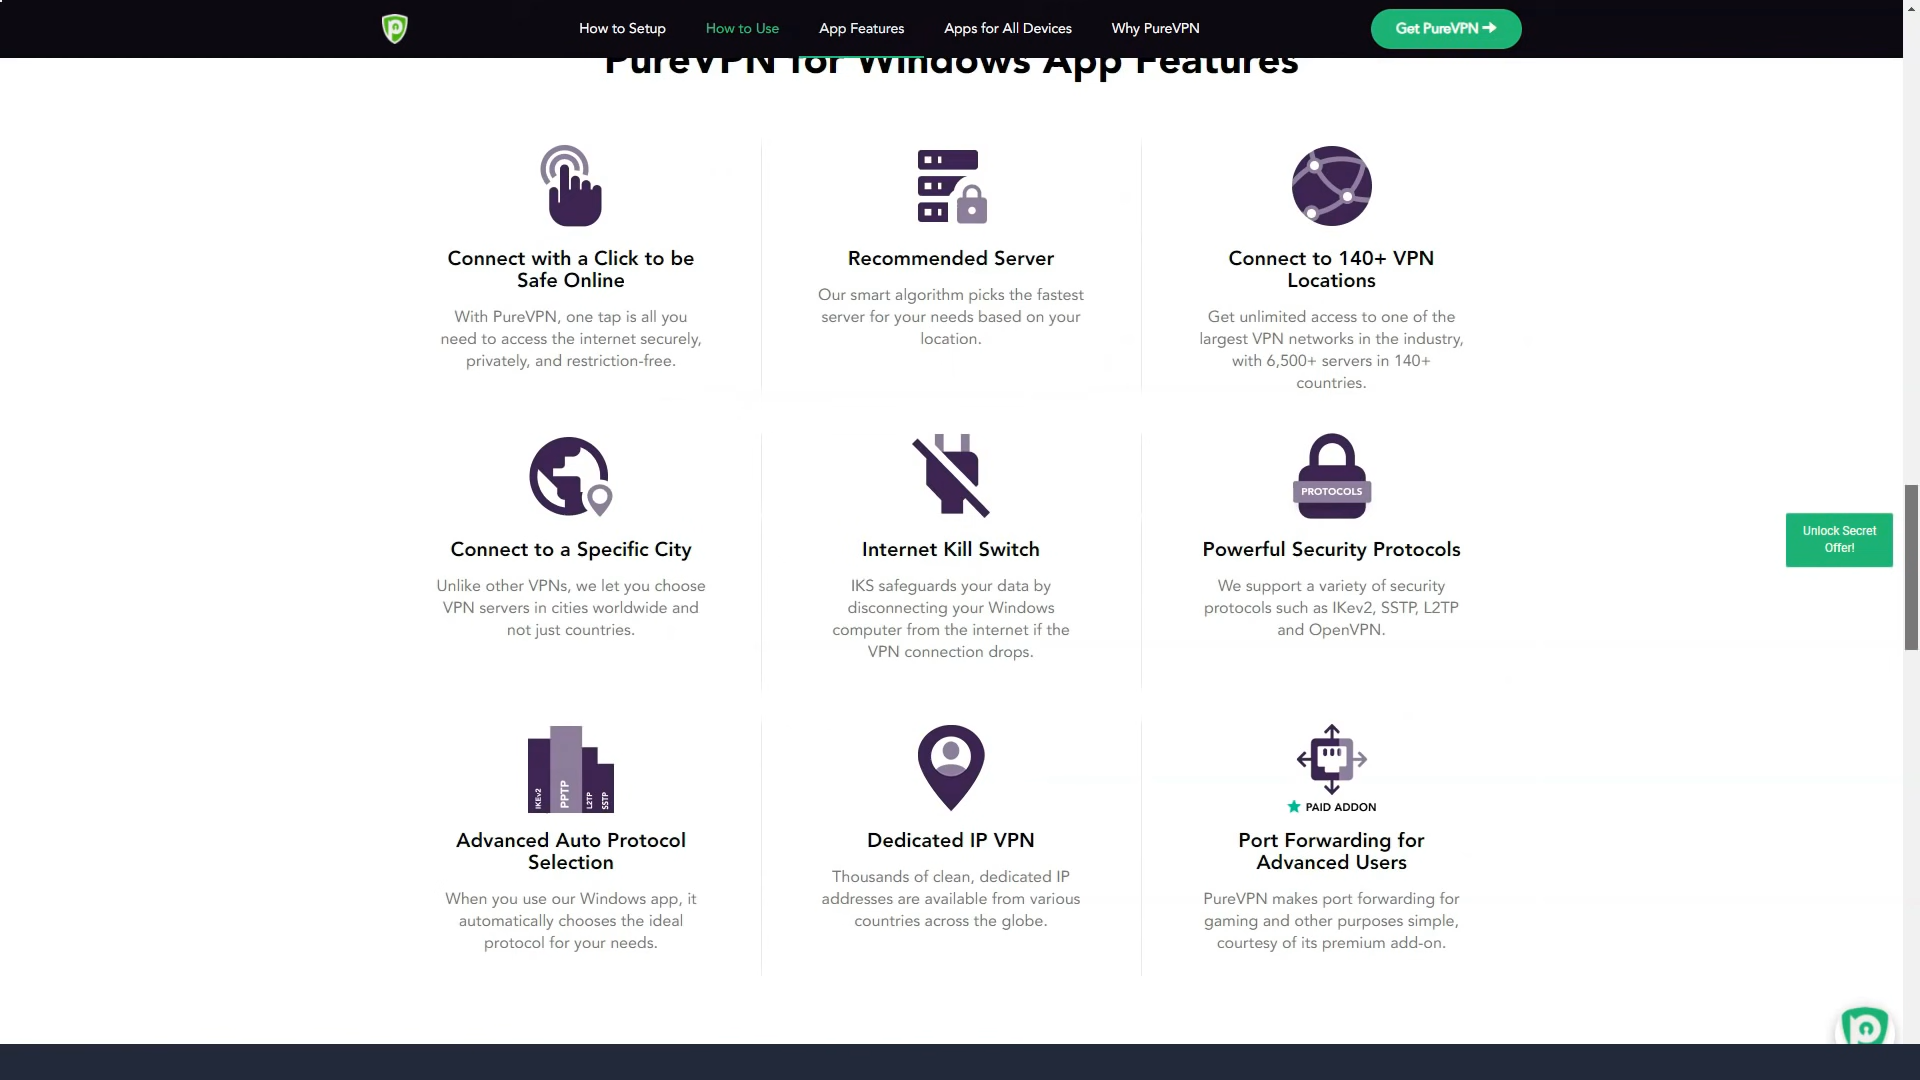 How to Setup
How to Use
App Features
Apps for All Devices
Why PureVPN
Get PureVPN
PureVPN for Windows App Features
Connect with a Click to be
Safe Online
With PureVPN, one tap is all you
need to access the internet securely,
privately, and restriction-free.
Recommended Server
Our smart algorithm picks the fastest
server for your needs based on your
location.
Connect to 140+ VPN
Locations
Get unlimited access to one of the
largest VPN networks in the industry,
with 6,500+ servers in 140+
countries.
Connect to a Specific City
Unlike other VPNs, we let you choose
VPN servers in cities worldwide and
not just countries.
Internet Kill Switch
IKS safeguards your data by
disconnecting your Windows
computer from the internet if the
VPN connection drops.
PROTOCOLS
Powerful Security Protocols
We support a variety of security
protocols such as IKev2, SSTP, L2TP
and OpenVPN.
Unlock Secret
Offer!
IKEv2
PPTP
L2TP
SSTP
Advanced Auto Protocol
Selection
When you use our Windows app, it
automatically chooses the ideal
protocol for your needs.
Dedicated IP VPN
Thousands of clean, dedicated IP
addresses are available from various
countries across the globe.
PAID ADDON
Port Forwarding for
Advanced Users
PureVPN makes port forwarding for
gaming and other purposes simple,
courtesy of its premium add-on.